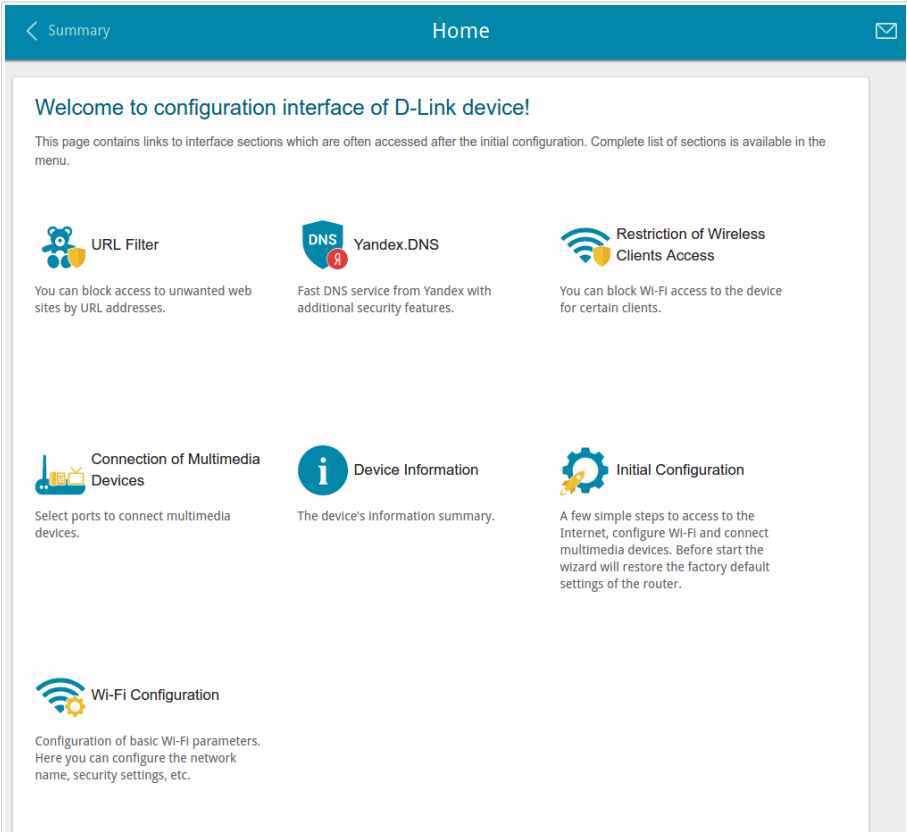 Summary
Home
Welcome to configuration interface of D-Link device!
This page contains links to interface sections which are often accessed after the initial configuration. Complete list of sections is available in the
menu.
URL Filter
You can block access to unwanted web
sites by URL addresses.
DNS
Я
Yandex.DNS
Fast DNS service from Yandex with
additional security features.
Restriction of Wireless
Clients Access
You can block Wi-Fi access to the device
for certain clients.
Connection of Multimedia
Devices
Select ports to connect multimedia
devices.
i
Device Information
The device's information summary.
Initial Configuration
A few simple steps to access to the
Internet, configure Wi-Fi and connect
multimedia devices. Before start the
wizard will restore the factory default
settings of the router.
Wi-Fi Configuration
Configuration of basic Wi-Fi parameters.
Here you can configure the network
name, security settings, etc.